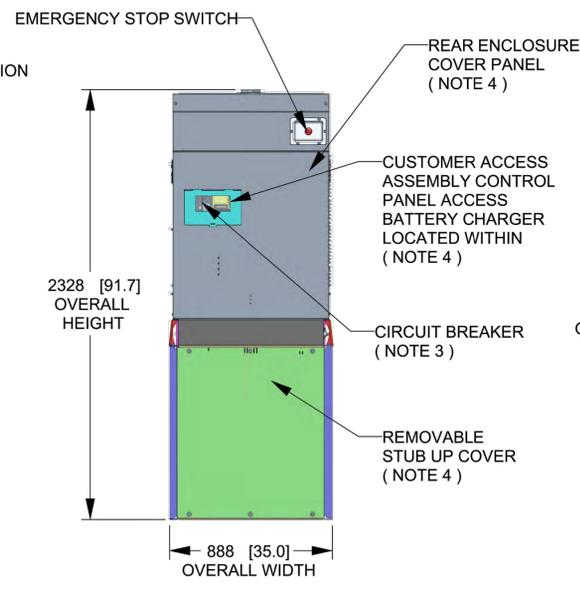 EMERGENCY STOP SWITCH
ION
REAR ENCLOSURE
COVER PANEL
( NOTE 4 )
CUSTOMER ACCESS
ASSEMBLY CONTROL
PANEL ACCESS
BATTERY CHARGER
LOCATED WITHIN
( NOTE 4 )
2328 [91.7]
OVERALL
HEIGHT
CIRCUIT BREAKER
( NOTE 3 )
REMOVABLE
STUB UP COVER
( NOTE 4 )
888 [35.0]
OVERALL WIDTH